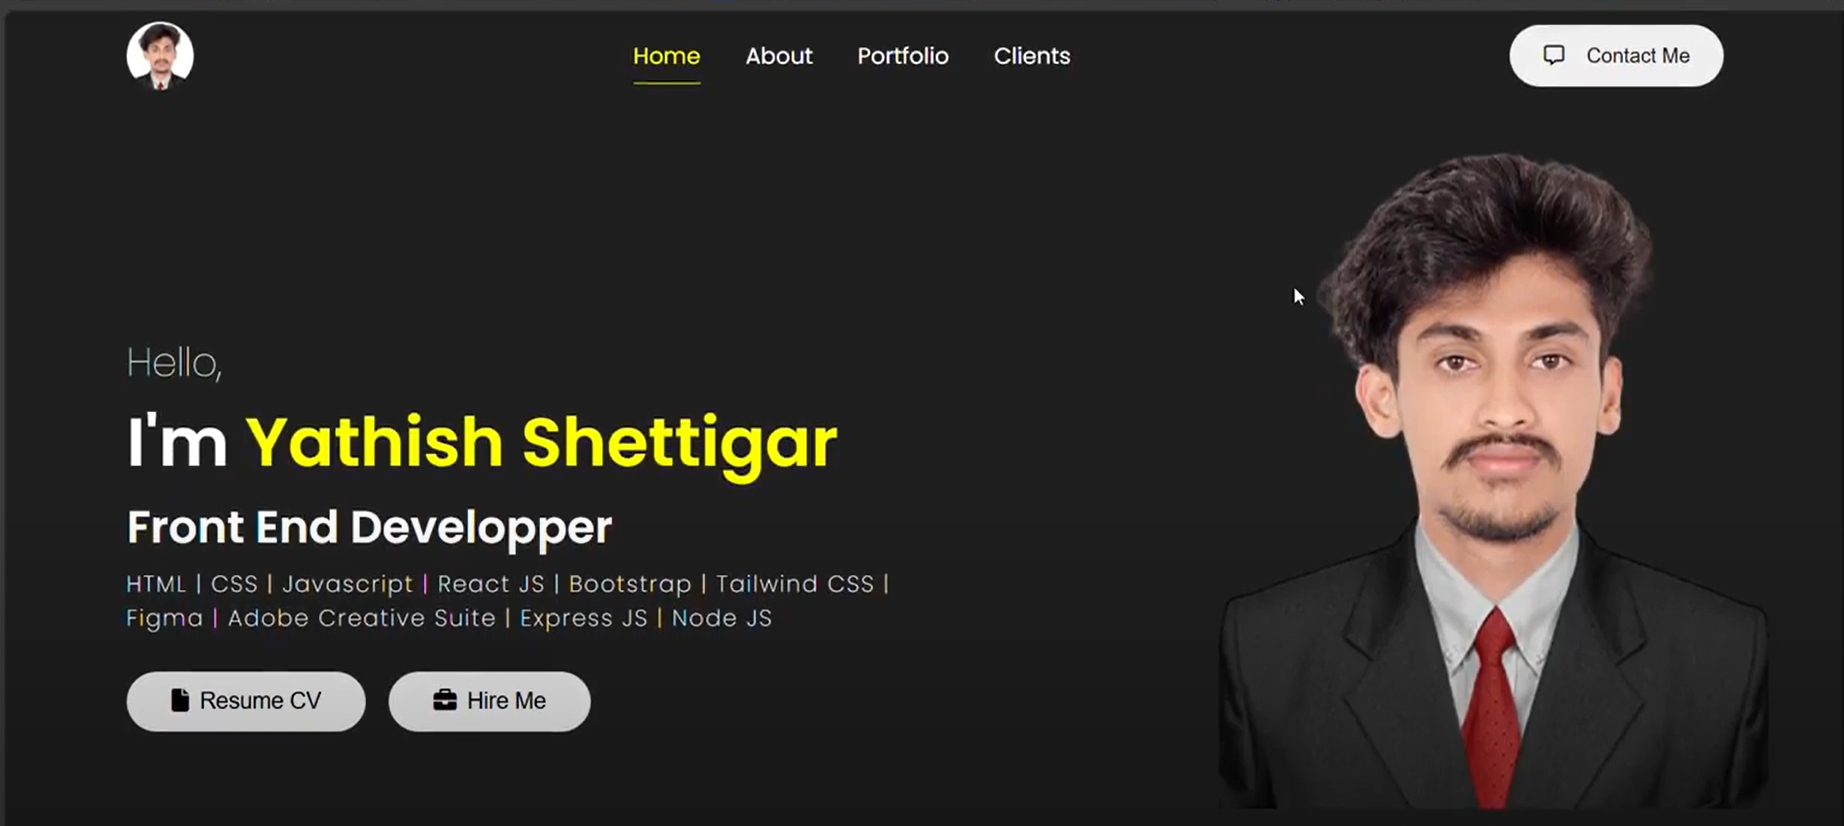 Home About Portfolio Clients Contact Me
Hello,
I'm Yathish Shettigar
Front End Developper
HTML | CSS | Javascript | React JS | Bootstrap | Tailwind CSS |
Figma | Adobe Creative Suite | Express JS | Node JS
Resume CV Hire Me